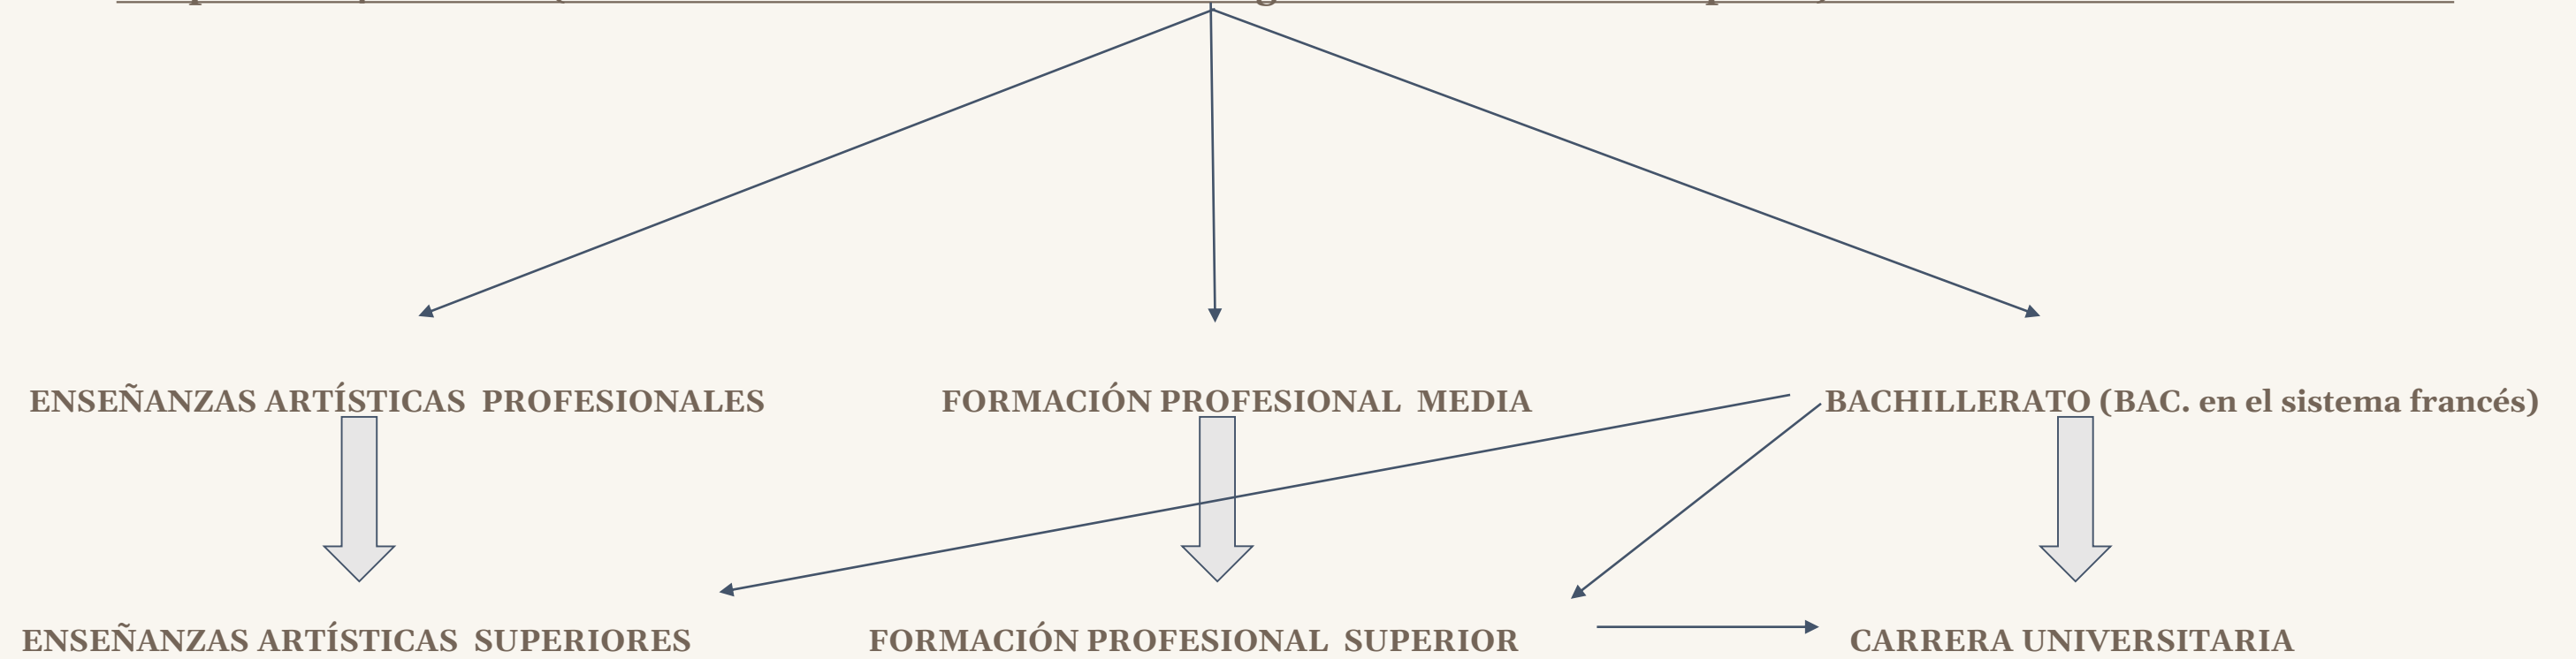 ENSEÑANZAS ARTÍSTICAS PROFESIONALES
FORMACIÓN PROFESIONAL MEDIA
BACHILLERATO (BAC. en el sistema francés)
ENSEÑANZAS ARTÍSTICAS SUPERIORES
FORMACIÓN PROFESIONAL SUPERIOR
CARRERA UNIVERSITARIA